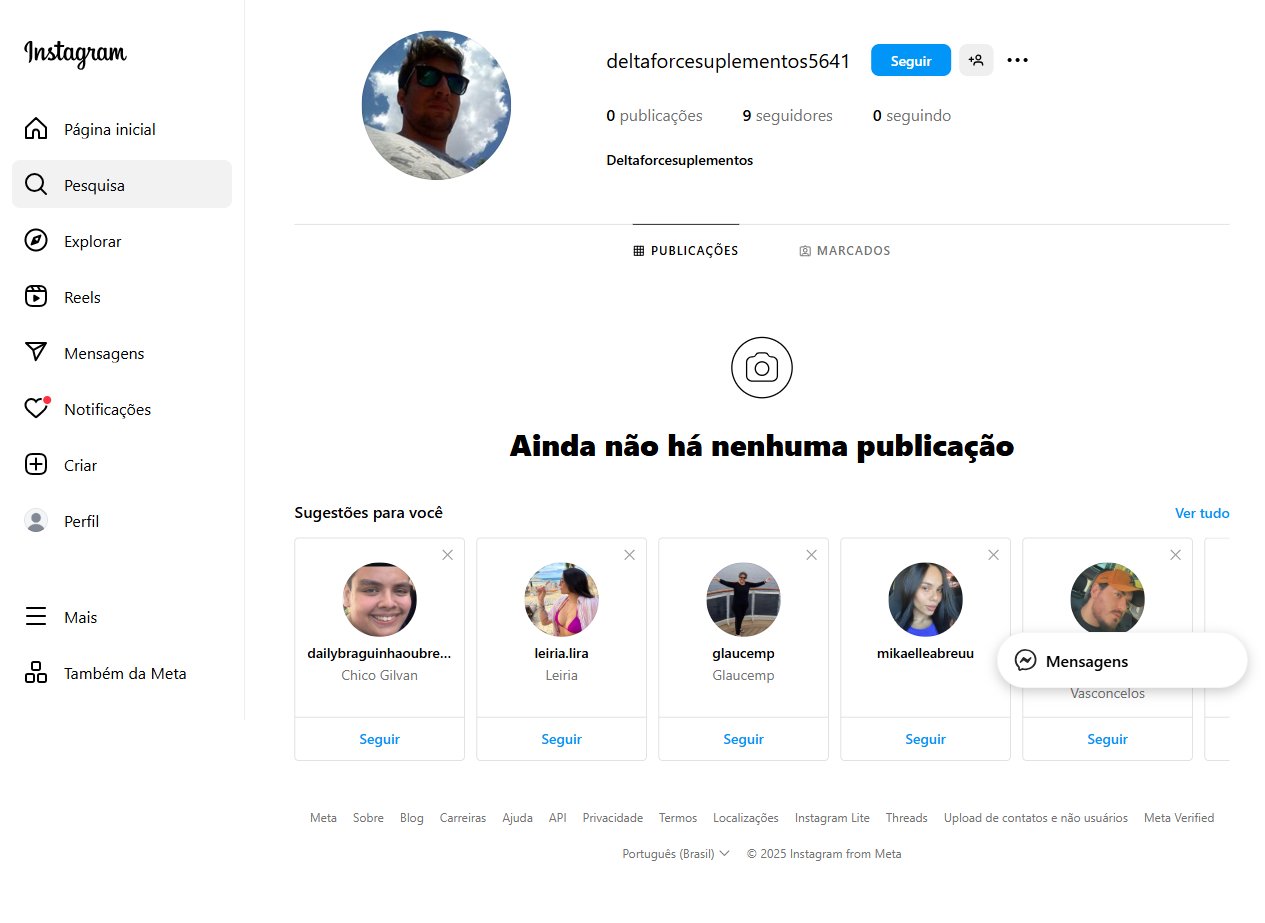 Instagram
Página inicial
Pesquisa
Explorar
Reels
Mensagens
Notificações
Criar
Perfil
Mais
Também da Meta
deltaforcesuplementos5641
Seguir
0 publicações
9 seguidores
0 seguindo
Deltaforcesuplementos
PUBLICAÇÕES
MARCADOS
Ainda não há nenhuma publicação
Sugestões para você
Ver tudo
dailybraguinhaoubre...
Chico Gilvan
Seguir
leiria.lira
Leiria
Seguir
glaucemp
Glaucemp
Seguir
mikaelleabreuu
Seguir
Vasconcelos
Seguir
Mensagens
Meta Sobre Blog Carreiras Ajuda API Privacidade Termos Localizações Instagram Lite Threads Upload de contatos e não usuários Meta Verified
Português (Brasil) © 2025 Instagram from Meta